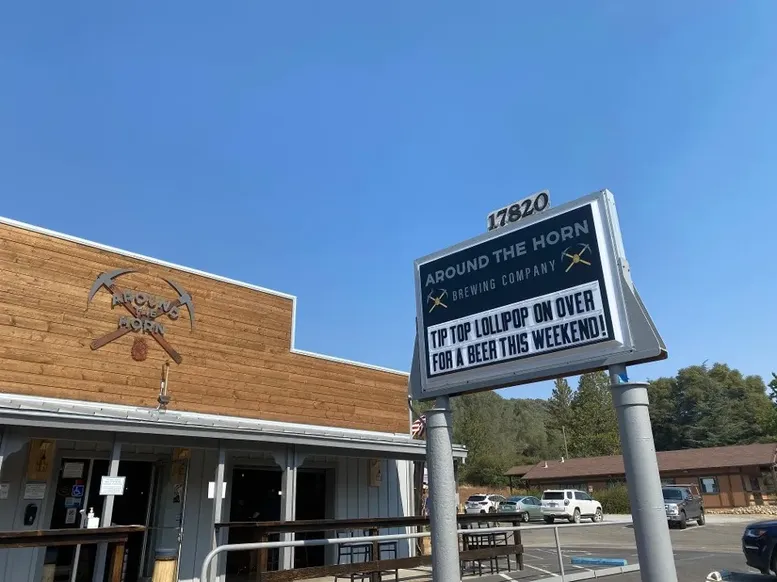 AROUND
THE
HORN
17820
AROUND THE HORN
BREWING COMPANY
TIP TOP LOLLIPOP ON OVER
FOR A BEER THIS WEEKEND!